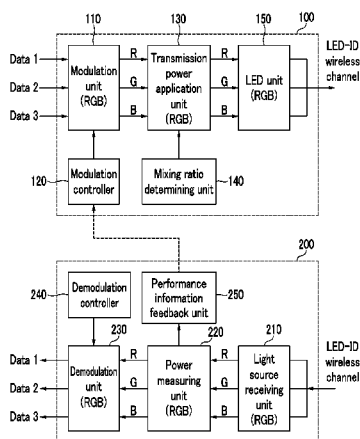 110
130
150
100
LED-ID
wireless
channel
Data 1
Data 2
Data 3
Modulation
unit
(RGB)
R
G
B
Transmission
power
application
unit
(RGB)
R
G
B
LED unit
(RGB)
120
Modulation
controller
Mixing ratio
determining unit
140
200
240
Demodulation
controller
Performance
information
feedback unit
250
230
220
210
LED-ID
wireless
channel
Data 1
Data 2
Data 3
Demodulation
unit
(RGB)
R
G
B
Power
measuring
unit
(RGB)
R
G
B
Light
source
receiving
unit
(RGB)